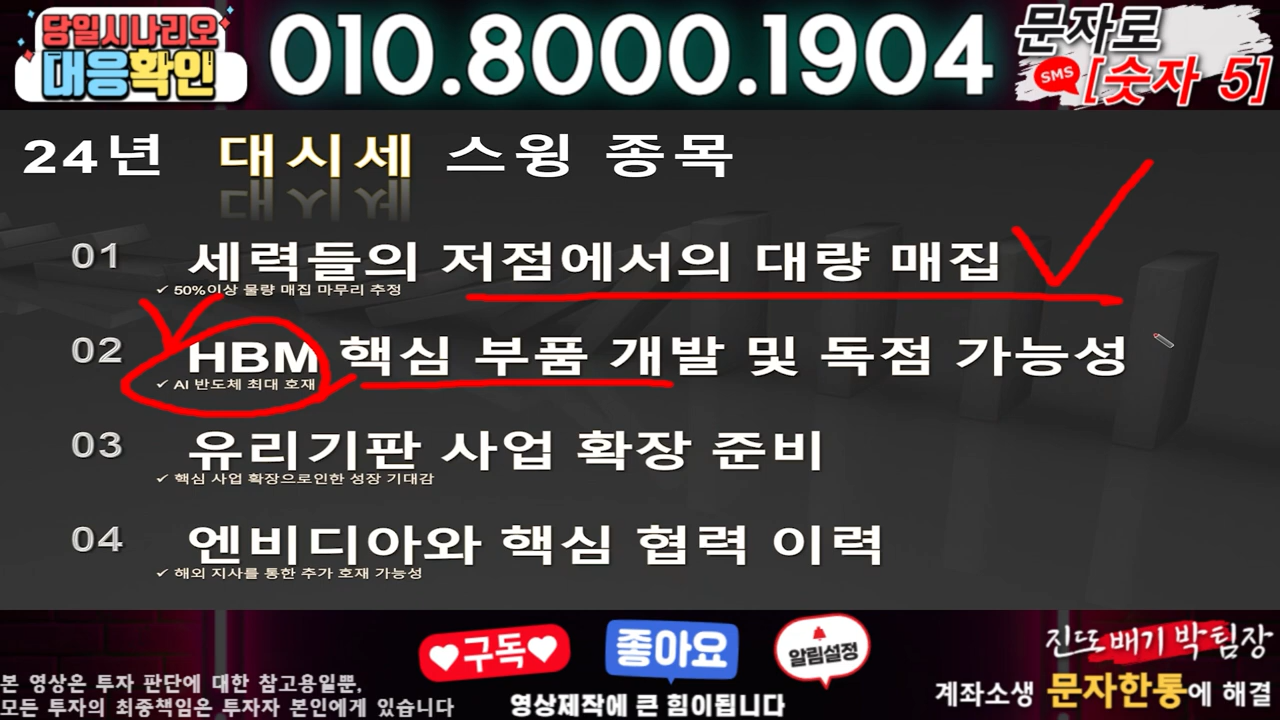 당일시나리오
대응확인
010.8000.1904
문자로
SMS [숫자 5]
24년 대시세 스윙 종목
01 세력들의 저점에서의 대량 매집
✓ 50%이상 물량 매집 마무리 추정
02 HBM 핵심 부품 개발 및 독점 가능성
✓ AI 반도체 최대 호재
03 유리기판 사업 확장 준비
✓ 핵심 사업 확장으로인한 성장 기대감
04 엔비디아와 핵심 협력 이력
✓ 해외 지사를 통한 추가 호재 가능성
구독 좋아요 알림설정
영상제작에 큰 힘이됩니다
본 영상은 투자 판단에 대한 참고용일뿐,
모든 투자의 최종책임은 투자자 본인에게 있습니다
진또배기 박팀장
계좌소생 문자한통에 해결